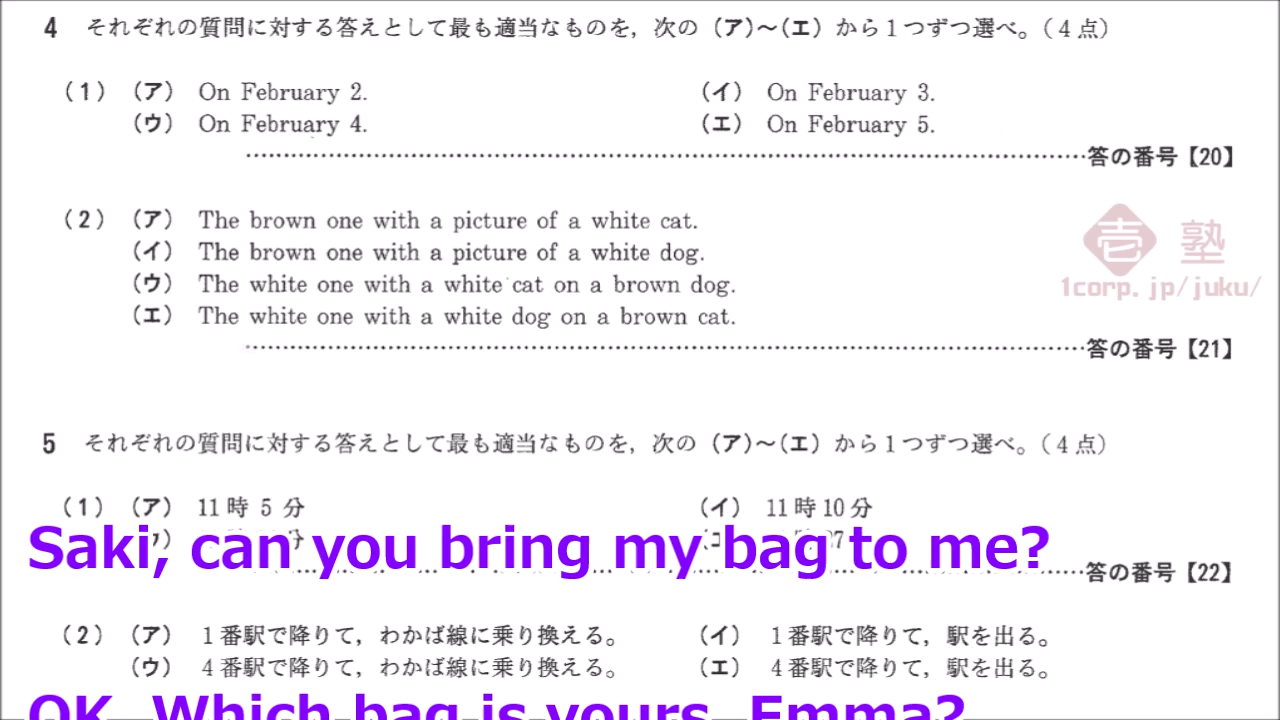 4 それぞれの質問に対する答えとして最も適当なものを，次の（ア）～（エ）から１つずつ選べ。（４点）
（１）（ア） On February 2. （イ） On February 3.
（ウ） On February 4. （エ） On February 5.
答の番号【20】
（２）（ア） The brown one with a picture of a white cat.
（イ） The brown one with a picture of a white dog.
（ウ） The white one with a white cat on a brown dog.
（エ） The white one with a white dog on a brown cat.
答の番号【21】
壱 塾
1corp.jp/juku/
5 それぞれの質問に対する答えとして最も適当なものを，次の（ア）～（エ）から１つずつ選べ。（４点）
（１）（ア） 11時 5 分 （イ） 11時10分
Saki, can you bring my bag to me?
答の番号【22】
（２）（ア） １番駅で降りて，わかば線に乗り換える。 （イ） １番駅で降りて，駅を出る。
（ウ） ４番駅で降りて，わかば線に乗り換える。 （エ） ４番駅で降りて，駅を出る。
OK. Which bag is yours, Emma?